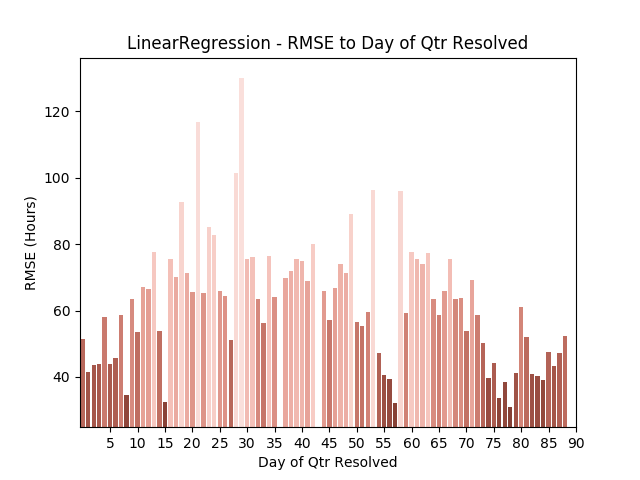 LinearRegression - RMSE to Day of Qtr Resolved
RMSE (Hours)
120
100
80
60
40
5 10 15 20 25 30 35 40 45 50 55 60 65 70 75 80 85 90
Day of Qtr Resolved